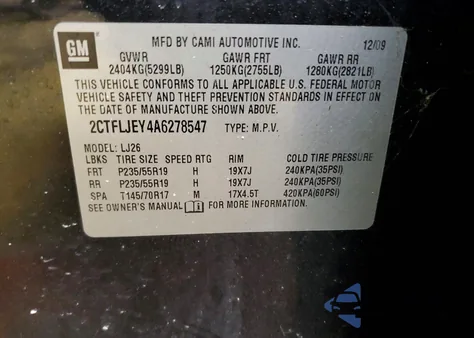 GM
MFD BY CAMI AUTOMOTIVE INC. 12/09
GVWR GAWR FRT GAWR RR
2404KG(5299LB) 1250KG(2755LB) 1280KG(2821LB)
THIS VEHICLE CONFORMS TO ALL APPLICABLE U.S. FEDERAL MOTOR
VEHICLE SAFETY AND THEFT PREVENTION STANDARDS IN EFFECT ON
THE DATE OF MANUFACTURE SHOWN ABOVE.
2CTFLJEY4A6278547 TYPE: M.P.V.
MODEL: LJ26
LBKS TIRE SIZE SPEED RTG RIM COLD TIRE PRESSURE
FRT P235/55R19 H 19X7J 240KPA(35PSI)
RR P235/55R19 H 19X7J 240KPA(35PSI)
SPA T145/70R17 M 17X4.5T 420KPA(60PSI)
SEE OWNER'S MANUAL FOR MORE INFORMATION.